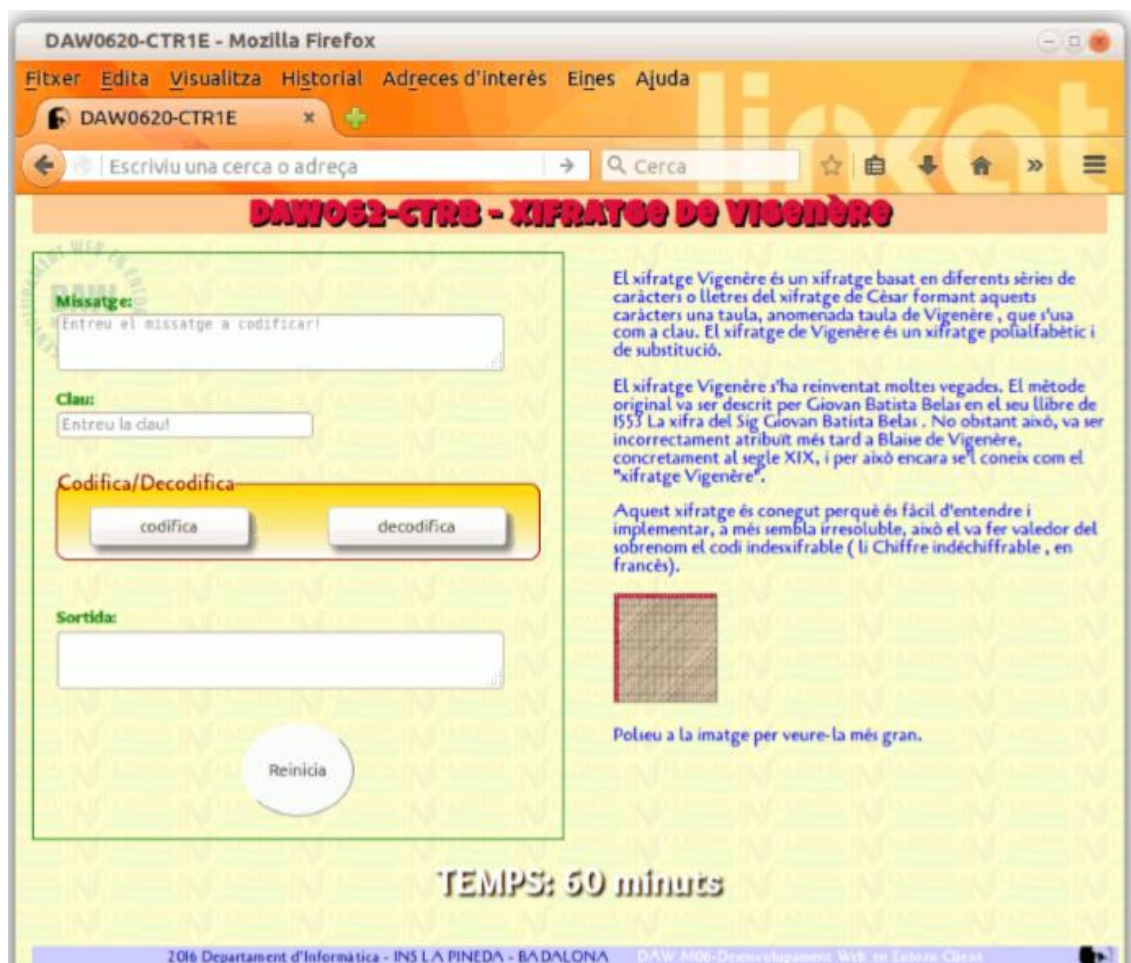 DAW0620-CTR1E - Mozilla Firefox
Fitxer Edita Visualitza Historial Adreces d'interès Eines Ajuda
linkat
DAW0620-CTR1E
Escriviu una cerca o adreça
Cerca
DAW062-CTRB - XIFRATGE DE VIGENÈRE
Missatge:
Entreu el missatge a codificar!
Clau:
Entreu la clau!
Codifica/Decodifica
codifica decodifica
Sortida:
Reinicia
El xifratge Vigenère és un xifratge basat en diferents sèries de
caràcters o lletres del xifratge de Cèsar formant aquests
caràcters una taula, anomenada taula de Vigenère , que s'usa
com a clau. El xifratge de Vigenère és un xifratge polialfabètic i
de substitució.
El xifratge Vigenère s'ha reinventat moltes vegades. El mètode
original va ser descrit per Giovan Batista Belas en el seu llibre de
1553 La xifra del Sig Giovan Batista Belas . No obstant això, va ser
incorrectament atribuït més tard a Blaise de Vigenère,
concretament al segle XIX, i per això encara se'l coneix com el
"xifratge Vigenère".
Aquest xifratge és conegut perquè és fàcil d'entendre i
implementar, a més sembla irresoluble, això el va fer valedor del
sobrenom el codi indesxifrable ( li Chiffre indéchiffrable , en
francès).
Polseu a la imatge per veure-la més gran.
TEMPS: 60 minuts
2016 Departament d'Informàtica - INS LA PINEDA - BADALONA DAW M06-Desenvolupament Web en Entorn Client